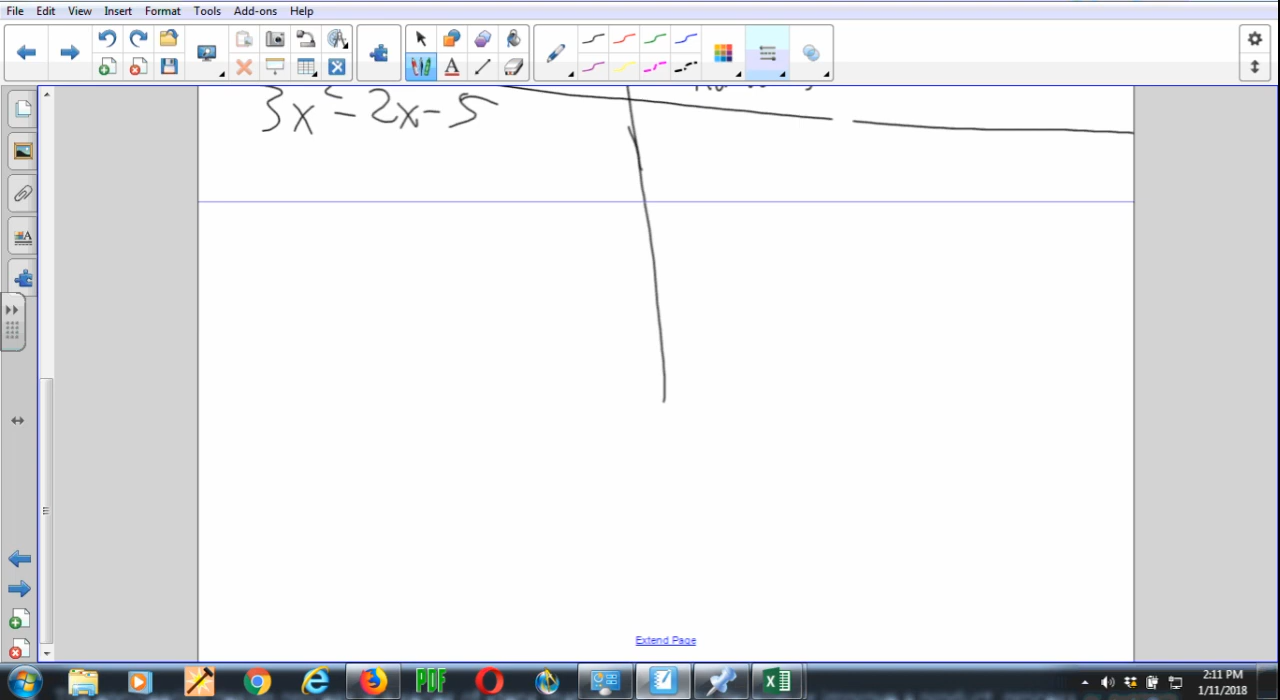 File Edit View Insert Format Tools Add-ons Help
3x² - 2x - 5
Extend Page
PDF
2:11 PM
1/11/2018